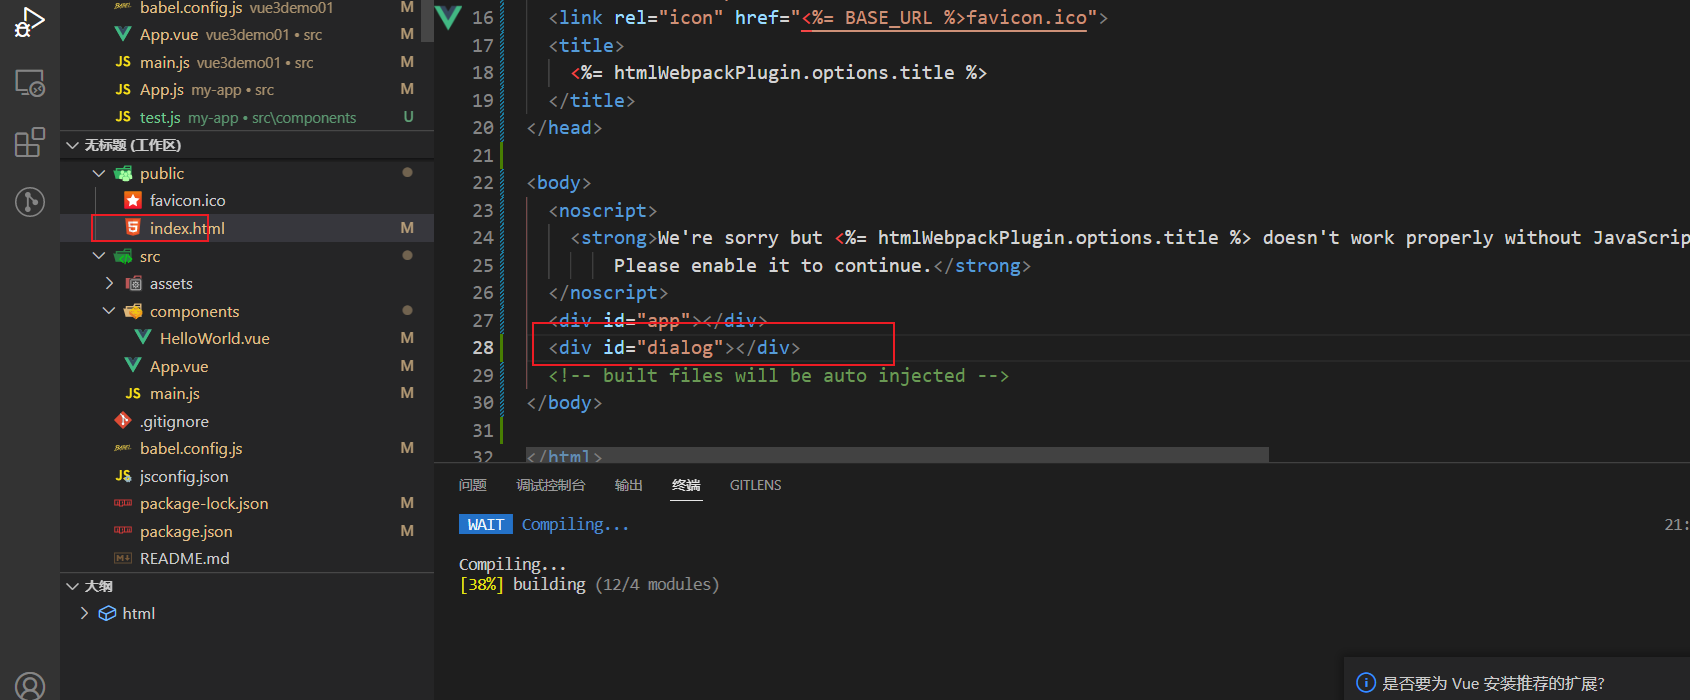 babel.config.js vue3demo01 M
App.vue vue3demo01 • src M
main.js vue3demo01 • src M
App.js my-app • src M
test.js my-app • src\components U
无标题 (工作区)
public
favicon.ico
index.html M
src
assets
components
HelloWorld.vue M
App.vue M
main.js M
.gitignore
babel.config.js M
jsconfig.json
package-lock.json M
package.json M
README.md
大纲
html
16 <link rel="icon" href="<%= BASE_URL %>favicon.ico">
17 <title>
18 <%= htmlWebpackPlugin.options.title %>
19 </title>
20 </head>
21
22 <body>
23 <noscript>
24 <strong>We're sorry but <%= htmlWebpackPlugin.options.title %> doesn't work properly without JavaScrip
25 Please enable it to continue.</strong>
26 </noscript>
27 <div id="app"></div>
28 <div id="dialog"></div>
29 <!-- built files will be auto injected -->
30 </body>
31
32 </html>
问题 调试控制台 输出 终端 GITLENS
WAIT Compiling... 21:
Compiling...
[38%] building (12/4 modules)
是否要为 Vue 安装推荐的扩展?